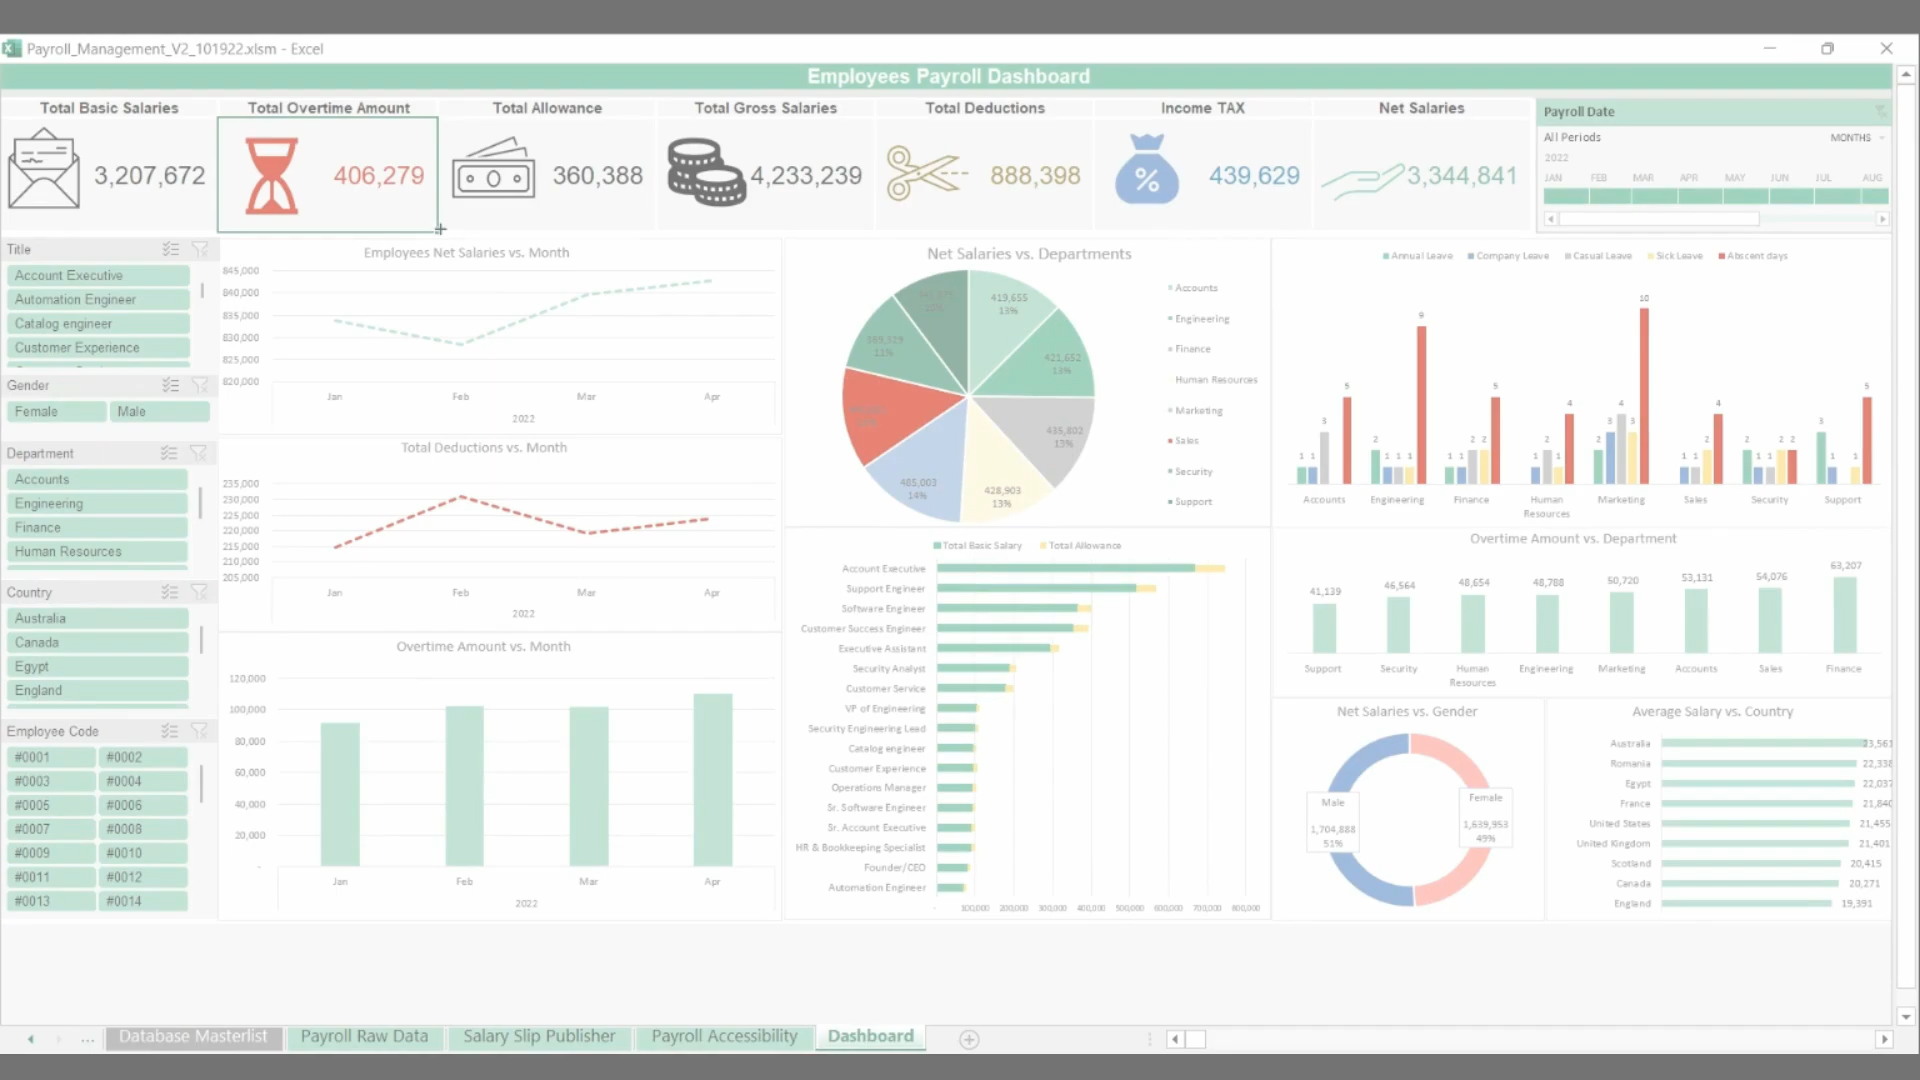 Payroll_Management_V2_101922.xlsm - Excel
Employees Payroll Dashboard
Total Basic Salaries
3,207,672
Total Overtime Amount
406,279
Total Allowance
360,388
Total Gross Salaries
4,233,239
Total Deductions
888,398
Income TAX
439,629
%
Net Salaries
3,344,841
Payroll Date
All Periods
MONTHS
2022
JAN FEB MAR APR MAY JUN JUL AUG
Title
Account Executive
Automation Engineer
Catalog engineer
Customer Experience
Gender
Female Male
Department
Accounts
Engineering
Finance
Human Resources
Country
Australia
Canada
Egypt
England
Employee Code
#0001 #0002
#0003 #0004
#0005 #0006
#0007 #0008
#0009 #0010
#0011 #0012
#0013 #0014
Employees Net Salaries vs. Month
845,000
840,000
835,000
830,000
825,000
820,000
Jan Feb Mar Apr
2022
Total Deductions vs. Month
235,000
230,000
225,000
220,000
215,000
210,000
205,000
Jan Feb Mar Apr
2022
Overtime Amount vs. Month
120,000
100,000
80,000
60,000
40,000
20,000
-
Jan Feb Mar Apr
2022
Net Salaries vs. Departments
419,655
13%
421,652
13%
435,802
13%
428,903
13%
465,003
14%
11%
Accounts
Engineering
Finance
Human Resources
Marketing
Sales
Security
Support
Total Basic Salary Total Allowance
Account Executive
Support Engineer
Software Engineer
Customer Success Engineer
Executive Assistant
Security Analyst
Customer Service
VP of Engineering
Security Engineering Lead
Catalog engineer
Customer Experience
Operations Manager
Sr. Software Engineer
Sr. Account Executive
HR & Bookkeeping Specialist
Founder/CEO
Automation Engineer
- 100,000 200,000 300,000 400,000 500,000 600,000 700,000 800,000
Annual Leave Company Leave Casual Leave Sick Leave Abscent days
1 1 3 5
2 1 1 1 9
1 1 2 2 5
1 2 1 4
2 3 4 3 10
1 1 2 4
2 1 1 2 2
3 1 1 5
Accounts Engineering Finance Human Resources Marketing Sales Security Support
Overtime Amount vs. Department
41,139 46,564 48,654 48,788 50,720 53,131 54,076 63,207
Support Security Human Resources Engineering Marketing Accounts Sales Finance
Net Salaries vs. Gender
Male
1,704,888
51%
Female
1,639,953
49%
Average Salary vs. Country
Australia 23,561
Romania 22,338
Egypt 22,037
France 21,840
United States 21,455
United Kingdom 21,401
Scotland 20,415
Canada 20,271
England 19,391
... Database Masterlist Payroll Raw Data Salary Slip Publisher Payroll Accessibility Dashboard